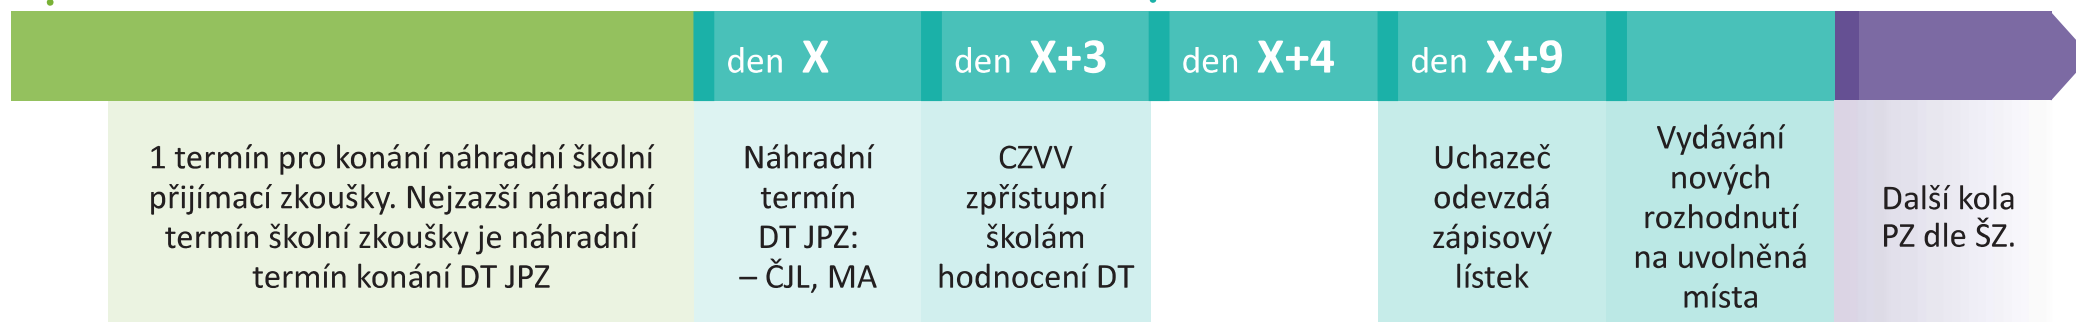 den X
den X+3
den X+4
den X+9
1 termín pro konání náhradní školní
přijímací zkoušky. Nejzazší náhradní
termín školní zkoušky je náhradní
termín konání DT JPZ
Náhradní
termín
DT JPZ:
– ČJL, MA
CZVV
zpřístupní
školám
hodnocení DT
Uchazeč
odevzdá
zápisový
lístek
Vydávání
nových
rozhodnutí
na uvolněná
místa
Další kola
PZ dle ŠZ.